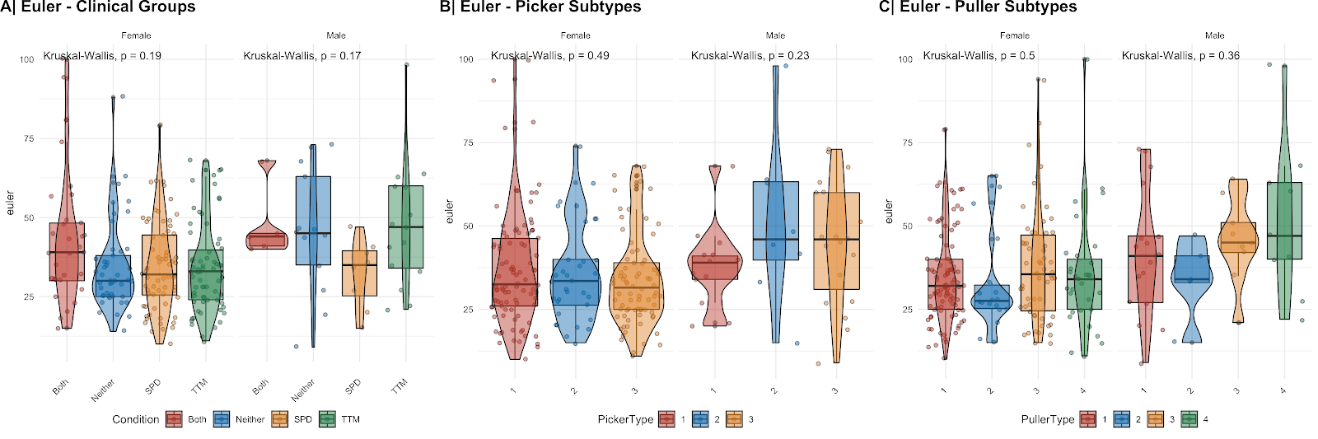 A| Euler - Clinical Groups
Female
Male
Kruskal-Wallis, p = 0.19
Kruskal-Wallis, p = 0.17
100
75
50
25
euler
Both
Neither
SPD
TTM
Both
Neither
SPD
TTM
Condition Both Neither SPD TTM
B| Euler - Picker Subtypes
Female
Male
Kruskal-Wallis, p = 0.49
Kruskal-Wallis, p = 0.23
100
75
50
25
euler
1
2
3
1
2
3
PickerType 1 2 3
C| Euler - Puller Subtypes
Female
Male
Kruskal-Wallis, p = 0.5
Kruskal-Wallis, p = 0.36
100
75
50
25
euler
1
2
3
4
1
2
3
4
PullerType 1 2 3 4